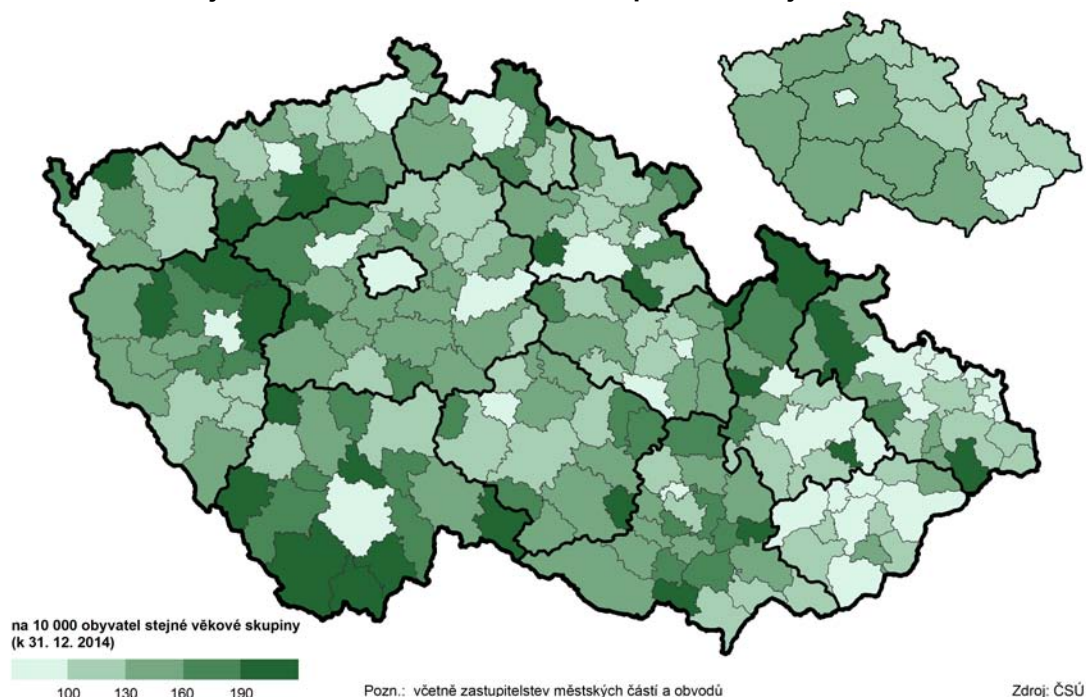 na 10 000 obyvatel stejné věkové skupiny
(k 31. 12. 2014)
100 130 160 190
Pozn.: včetně zastupitelstev městských částí a obvodů
Zdroj: ČSÚ